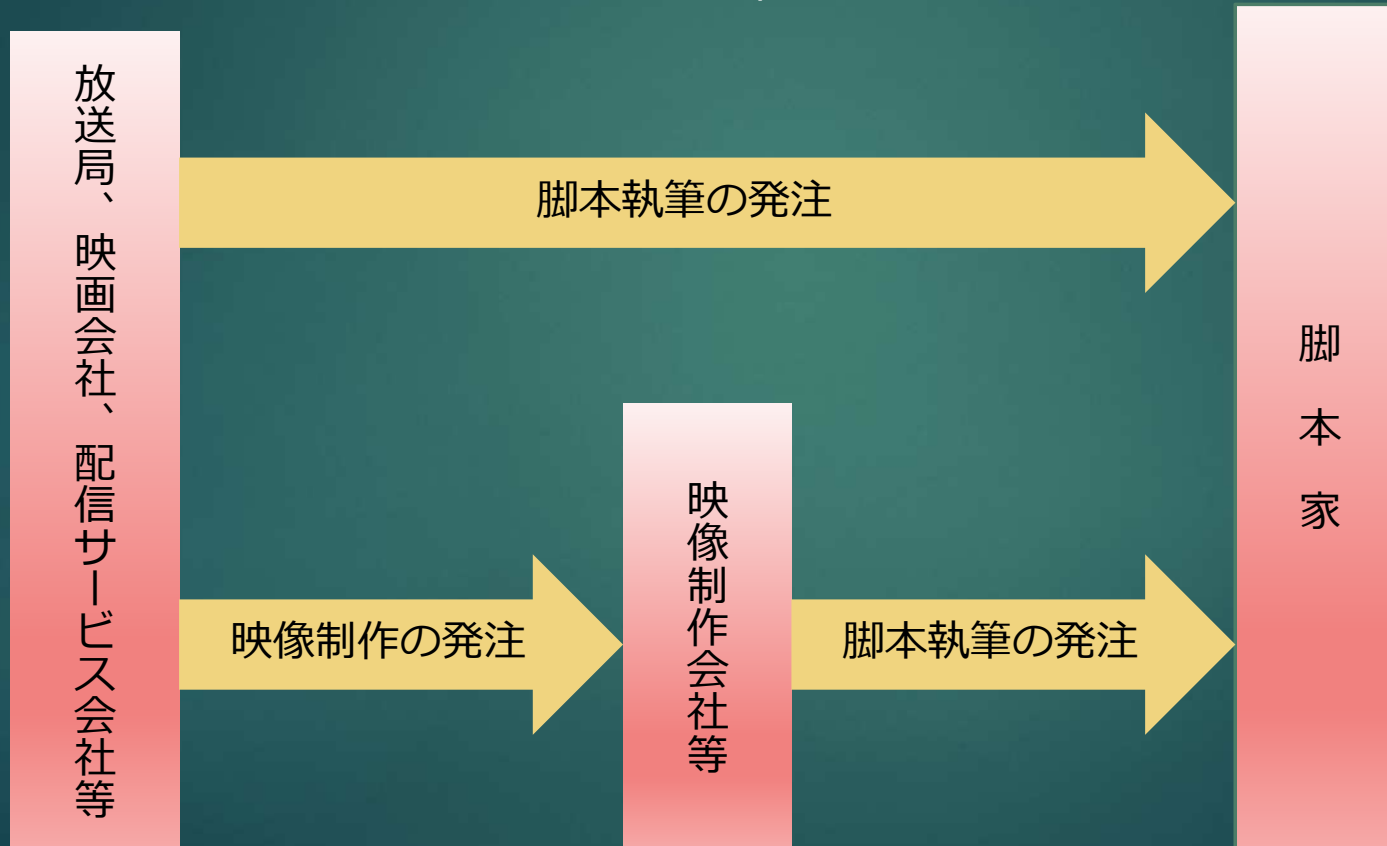 放送局、映画会社、配信サービス会社等
脚本執筆の発注
映像制作の発注
映像制作会社等
脚本執筆の発注
脚本家